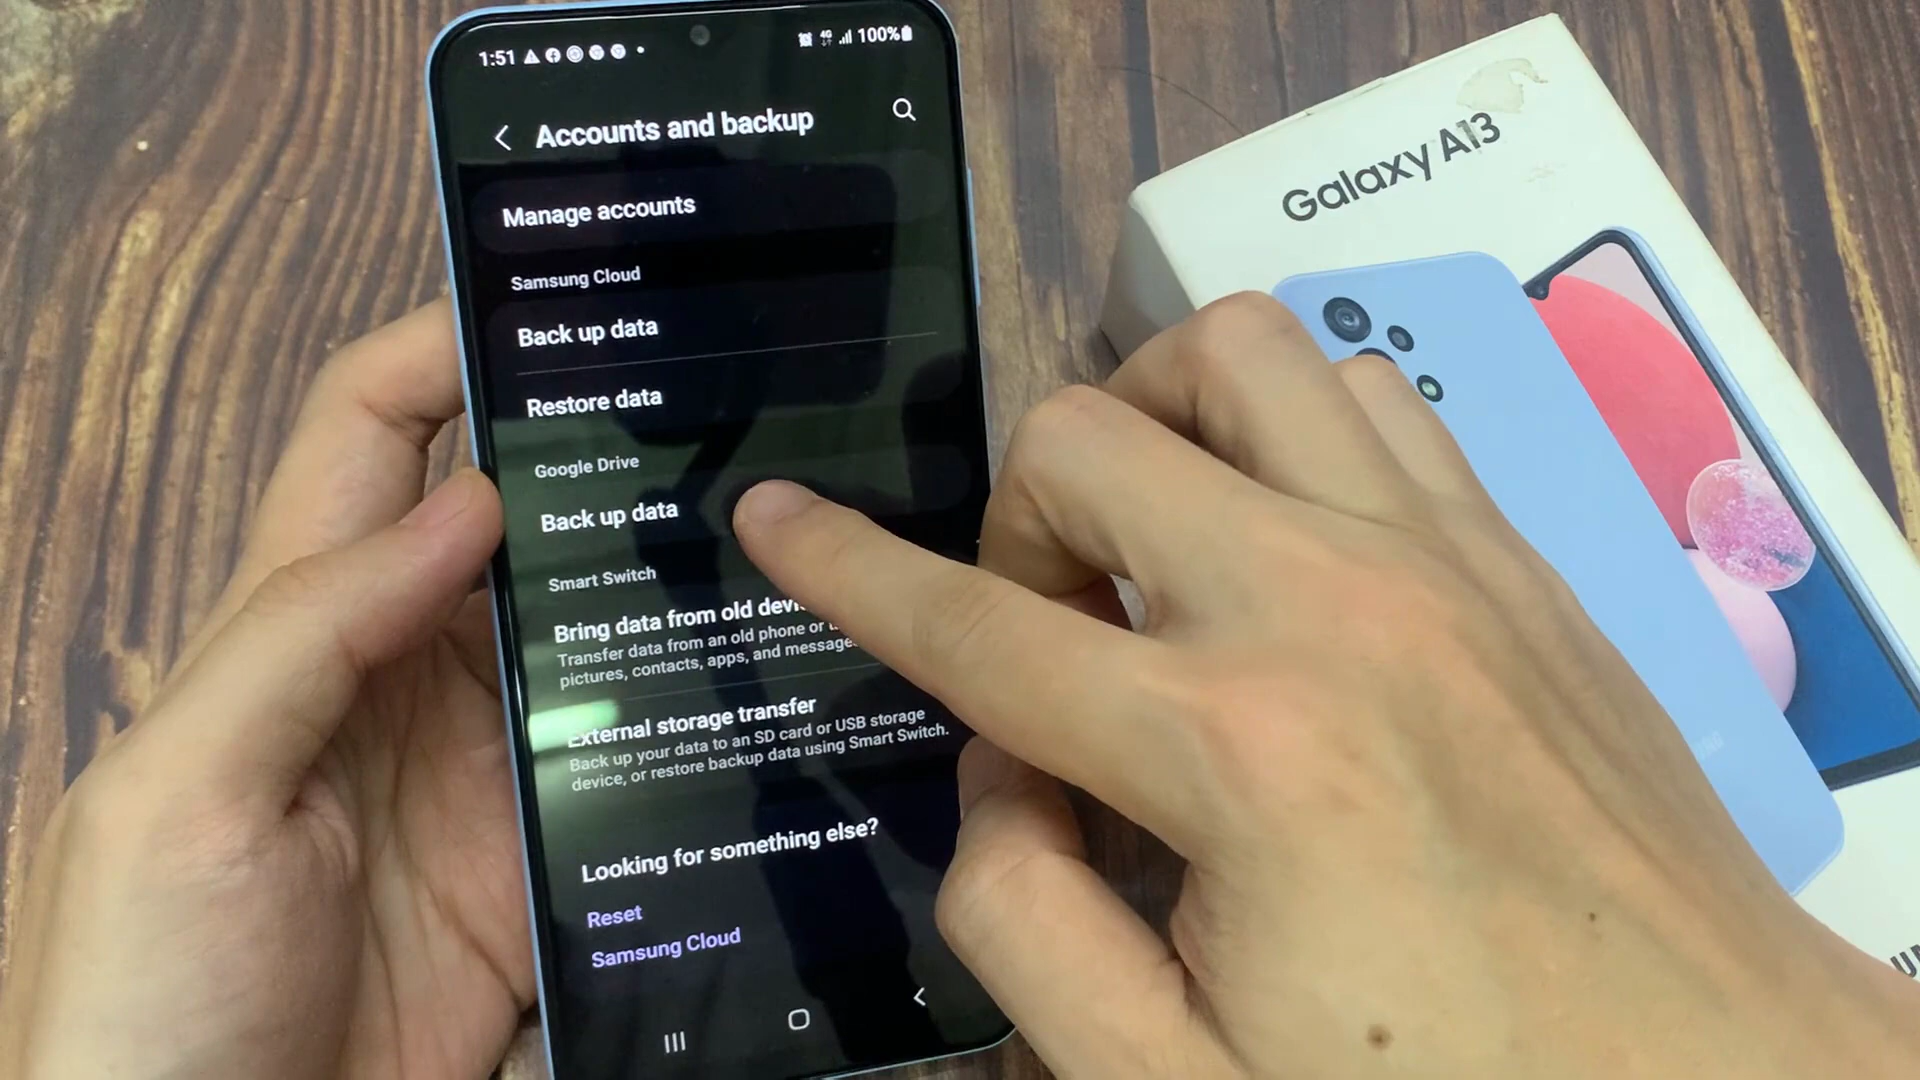 1:51
4G
100%
Accounts and backup
Manage accounts
Samsung Cloud
Back up data
Restore data
Google Drive
Back up data
Smart Switch
Bring data from old
Transfer data from an old phone or
pictures, contacts, apps, and
External storage transfer
Back up your data to an SD card or USB storage
device, or restore backup data using Smart Switch.
Looking for something else?
Reset
Samsung Cloud
Galaxy A13